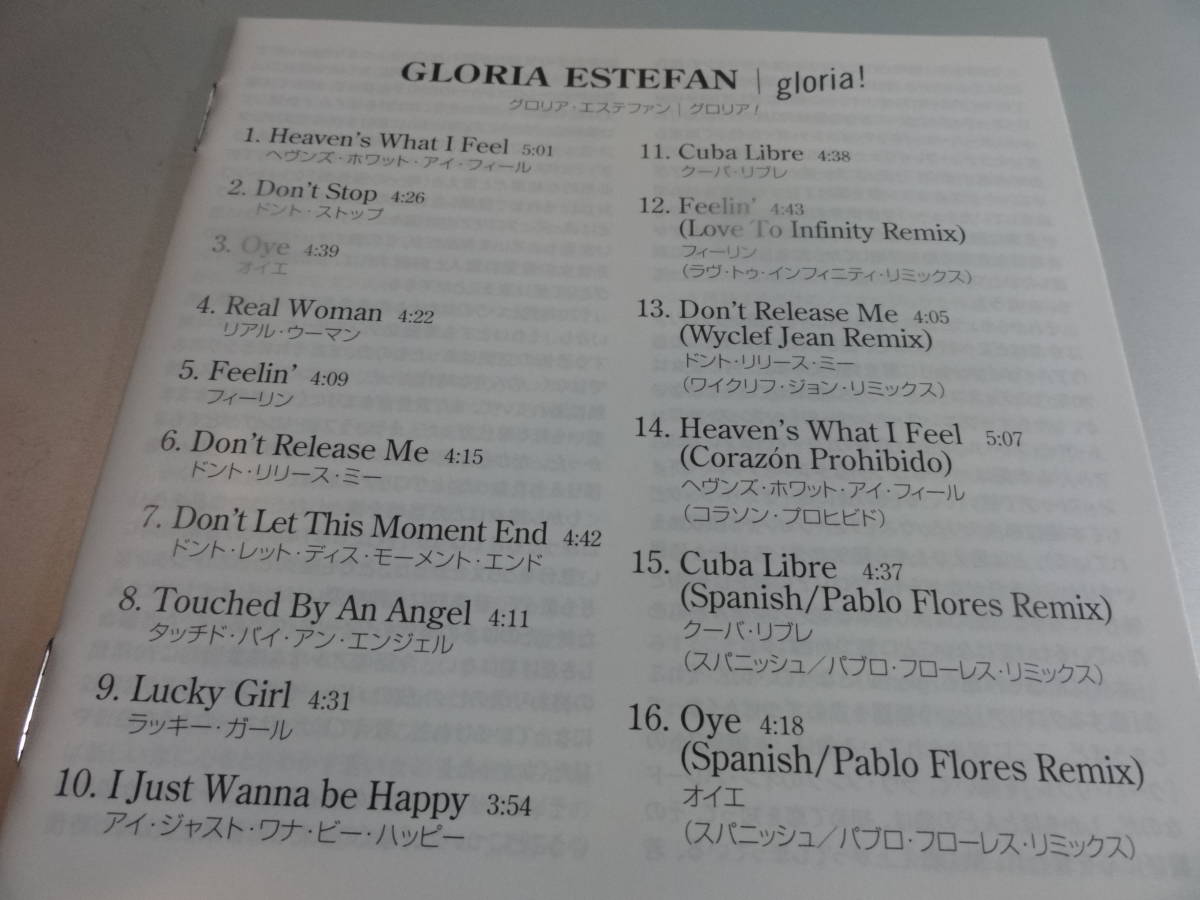 GLORIA ESTEFAN | gloria!
グロリア・エステファン | グロリア！
1. Heaven's What I Feel 5:01
ヘヴンズ・ホワット・アイ・フィール
2. Don't Stop 4:26
ドント・ストップ
3. Oye 4:39
オイエ
4. Real Woman 4:22
リアル・ウーマン
5. Feelin' 4:09
フィーリン
6. Don't Release Me 4:15
ドント・リリース・ミー
7. Don't Let This Moment End 4:42
ドント・レット・ディス・モーメント・エンド
8. Touched By An Angel 4:11
タッチド・バイ・アン・エンジェル
9. Lucky Girl 4:31
ラッキー・ガール
10. I Just Wanna be Happy 3:54
アイ・ジャスト・ワナ・ビー・ハッピー
11. Cuba Libre 4:38
クーバ・リブレ
12. Feelin' 4:43
(Love To Infinity Remix)
フィーリン
（ラヴ・トゥ・インフィニティ・リミックス）
13. Don't Release Me 4:05
(Wyclef Jean Remix)
ドント・リリース・ミー
（ワイクリフ・ジョン・リミックス）
14. Heaven's What I Feel 5:07
(Corazón Prohibido)
ヘヴンズ・ホワット・アイ・フィール
（コラソン・プロヒビド）
15. Cuba Libre 4:37
(Spanish/Pablo Flores Remix)
クーバ・リブレ
（スパニッシュ／パブロ・フローレス・リミックス）
16. Oye 4:18
(Spanish/Pablo Flores Remix)
オイエ
（スパニッシュ／パブロ・フローレス・リミックス）